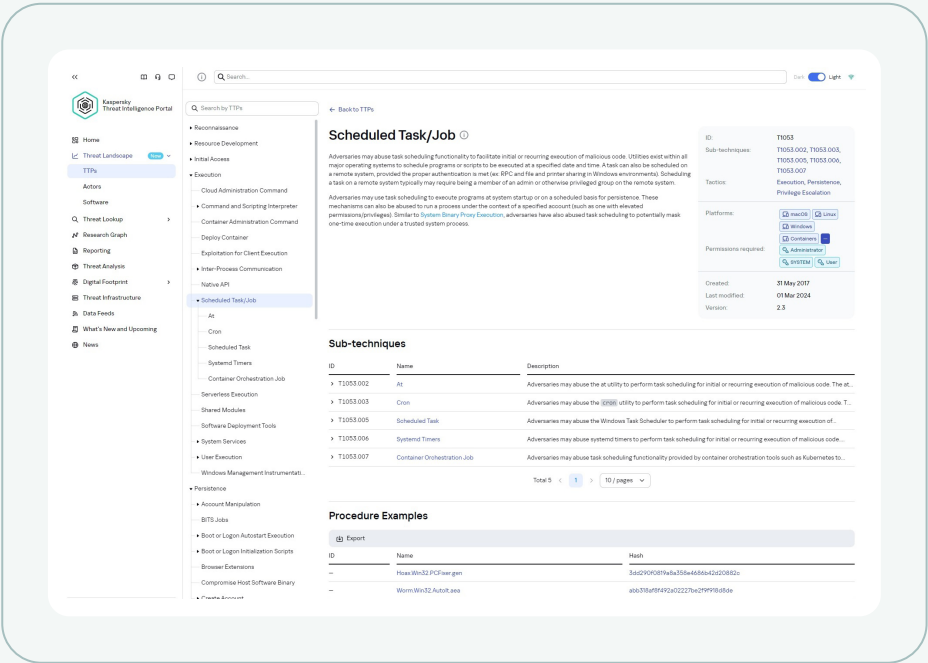 Search...
Dark Light
Kaspersky
Threat Intelligence Portal
Home
Threat Landscape New
TTPs
Actors
Software
Threat Lookup
Research Graph
Reporting
Threat Analysis
Digital Footprint
Threat Infrastructure
Data Feeds
What's New and Upcoming
News
Search by TTPs
Reconnaissance
Resource Development
Initial Access
Execution
Cloud Administration Command
Command and Scripting Interpreter
Container Administration Command
Deploy Container
Exploitation for Client Execution
Inter-Process Communication
Native API
Scheduled Task/Job
At
Cron
Scheduled Task
Systemd Timers
Container Orchestration Job
Serverless Execution
Shared Modules
Software Deployment Tools
System Services
User Execution
Windows Management Instrumentati...
Persistence
Account Manipulation
BITS Jobs
Boot or Logon Autostart Execution
Boot or Logon Initialization Scripts
Browser Extensions
Compromise Host Software Binary
Create Account
← Back to TTPs
Scheduled Task/Job
Adversaries may abuse task scheduling functionality to facilitate initial or recurring execution of malicious code. Utilities exist within all
major operating systems to schedule programs or scripts to be executed at a specified date and time. A task can also be scheduled on
a remote system, provided the proper authentication is met (ex: RPC and file and printer sharing in Windows environments). Scheduling
a task on a remote system typically may require being a member of an admin or otherwise privileged group on the remote system.
Adversaries may use task scheduling to execute programs at system startup or on a scheduled basis for persistence. These
mechanisms can also be abused to run a process under the context of a specified account (such as one with elevated
permissions/privileges). Similar to System Binary Proxy Execution, adversaries have also abused task scheduling to potentially mask
one-time execution under a trusted system process.
ID: T1053
Sub-techniques: T1053.002, T1053.003,
T1053.005, T1053.006,
T1053.007
Tactics: Execution, Persistence,
Privilege Escalation
Platforms: macOS Linux
Windows
Containers ...
Permissions required: Administrator
SYSTEM User
Created: 31 May 2017
Last modified: 01 Mar 2024
Version: 2.3
Sub-techniques
ID Name Description
T1053.002 At Adversaries may abuse the at utility to perform task scheduling for initial or recurring execution of malicious code. The at...
T1053.003 Cron Adversaries may abuse the cron utility to perform task scheduling for initial or recurring execution of malicious code. T...
T1053.005 Scheduled Task Adversaries may abuse the Windows Task Scheduler to perform task scheduling for initial or recurring execution of...
T1053.006 Systemd Timers Adversaries may abuse systemd timers to perform task scheduling for initial or recurring execution of malicious code....
T1053.007 Container Orchestration Job Adversaries may abuse task scheduling functionality provided by container orchestration tools such as Kubernetes to...
Total 5 < 1 > 10 / pages
Procedure Examples
Export
ID Name Hash
– Hoax.Win32.PCFixer.gen 3dd290f0819a8a358e4686b42d20882c
– Worm.Win32.AutoIt.aea abb318af8f492a02227be2f9f918d8de